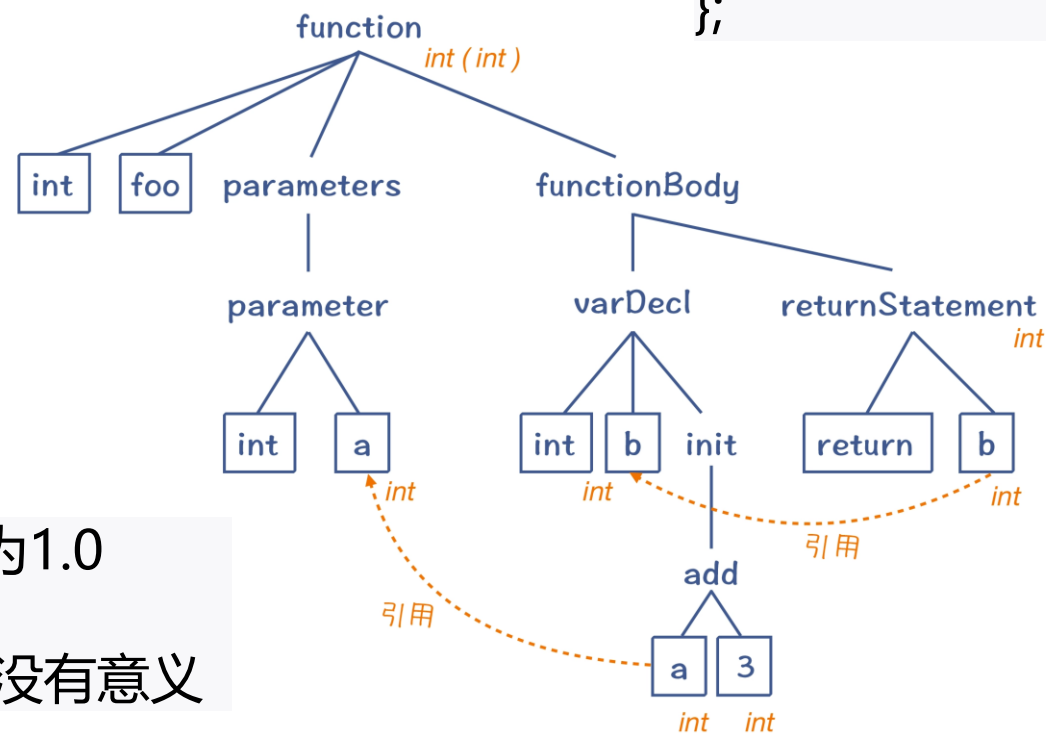 };
function
int ( int )
int foo parameters functionBody
parameter varDecl returnStatement
int
int a int b init return b
int int int
为1.0
引用
add
引用
没有意义
a 3
int int